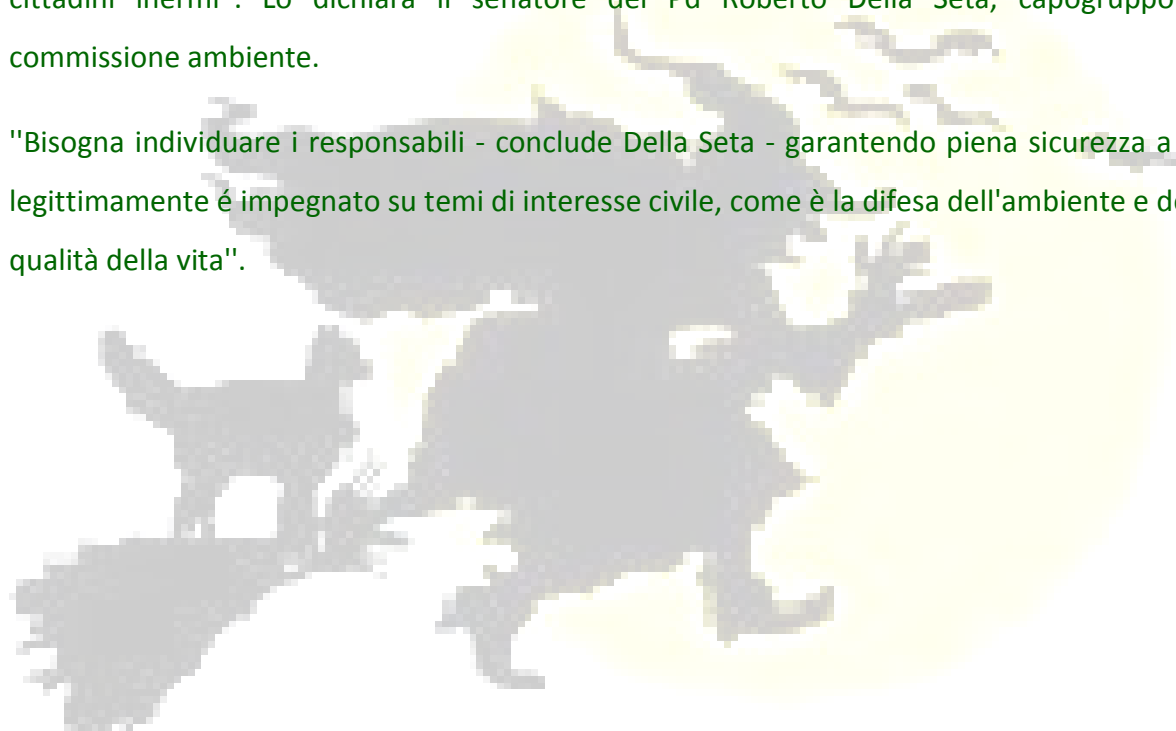 cittadini inermi". Lo dichiara il senatore del Pd Roberto Della Seta, capogruppo
commissione ambiente.
"Bisogna individuare i responsabili - conclude Della Seta - garantendo piena sicurezza a
legittimamente é impegnato su temi di interesse civile, come è la difesa dell'ambiente e
qualità della vita".